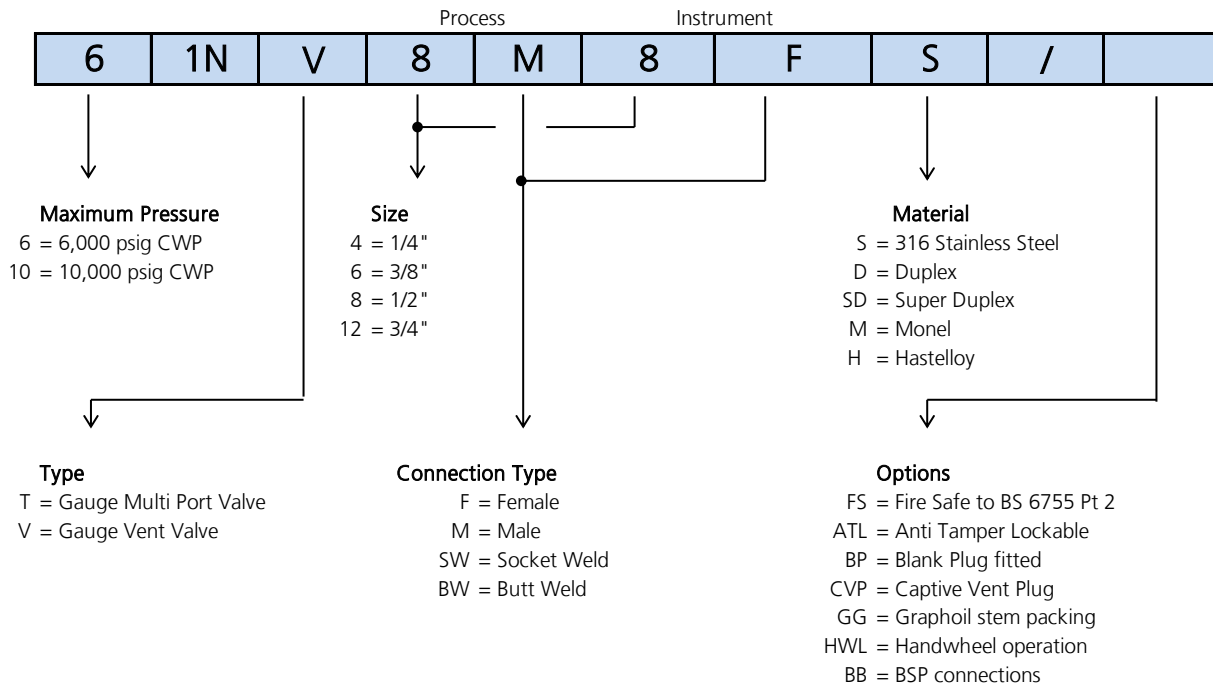 Process Instrument
6 1N V 8 M 8 F S /
Maximum Pressure
6 = 6,000 psig CWP
10 = 10,000 psig CWP
Size
4 = 1/4"
6 = 3/8"
8 = 1/2"
12 = 3/4"
Material
S = 316 Stainless Steel
D = Duplex
SD = Super Duplex
M = Monel
H = Hastelloy
Type
T = Gauge Multi Port Valve
V = Gauge Vent Valve
Connection Type
F = Female
M = Male
SW = Socket Weld
BW = Butt Weld
Options
FS = Fire Safe to BS 6755 Pt 2
ATL = Anti Tamper Lockable
BP = Blank Plug fitted
CVP = Captive Vent Plug
GG = Graphoil stem packing
HWL = Handwheel operation
BB = BSP connections